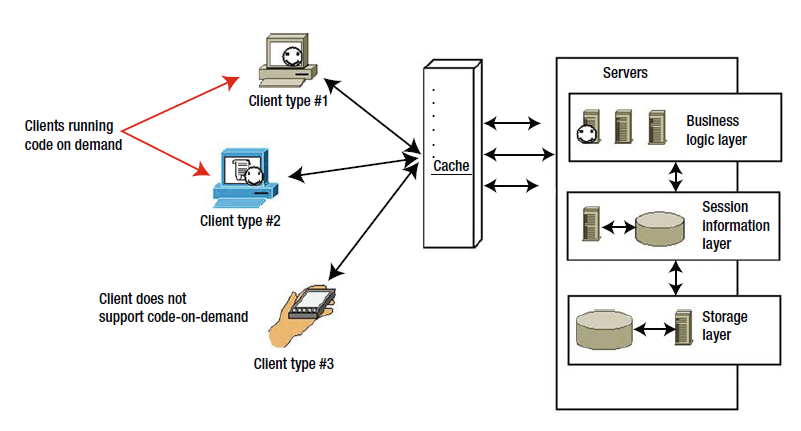 Client type #1
Clients running
code on demand
Client type #2
Client does not
support code-on-demand
Client type #3
Cache
Servers
Business
logic layer
Session
information
layer
Storage
layer